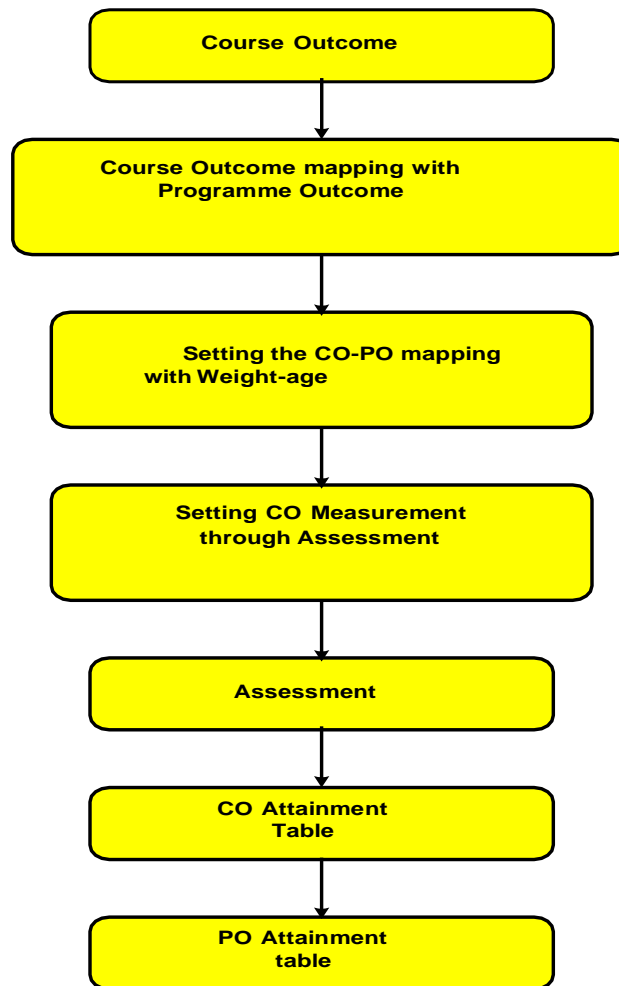 Course Outcome
Course Outcome mapping with
Programme Outcome
Setting the CO-PO mapping
with Weight-age
Setting CO Measurement
through Assessment
Assessment
CO Attainment
Table
PO Attainment
table